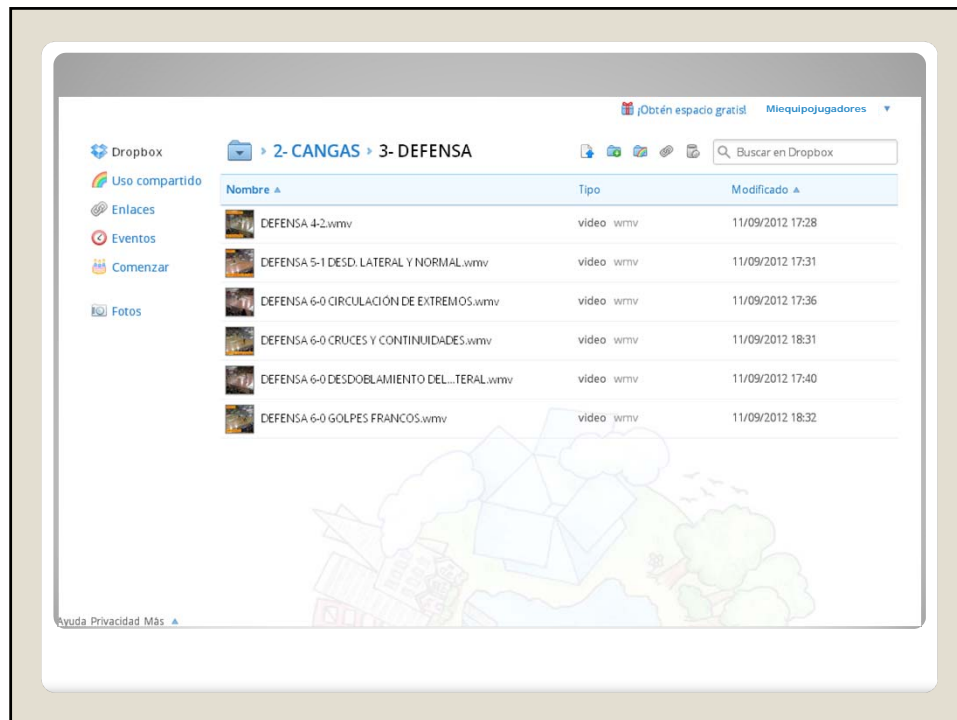 ¡Obtén espacio gratis! Miequipojugadores
Dropbox
Uso compartido
Enlaces
Eventos
Comenzar
Fotos
2- CANGAS 3- DEFENSA
Buscar en Dropbox
Nombre Tipo Modificado
DEFENSA 4-2.wmv video wmv 11/09/2012 17:28
DEFENSA 5-1 DESD. LATERAL Y NORMAL.wmv video wmv 11/09/2012 17:31
DEFENSA 6-0 CIRCULACIÓN DE EXTREMOS.wmv video wmv 11/09/2012 17:36
DEFENSA 6-0 CRUCES Y CONTINUIDADES.wmv video wmv 11/09/2012 18:31
DEFENSA 6-0 DESDOBLAMIENTO DEL...TERAL.wmv video wmv 11/09/2012 17:40
DEFENSA 6-0 GOLPES FRANCOS.wmv video wmv 11/09/2012 18:32
Ayuda Privacidad Más